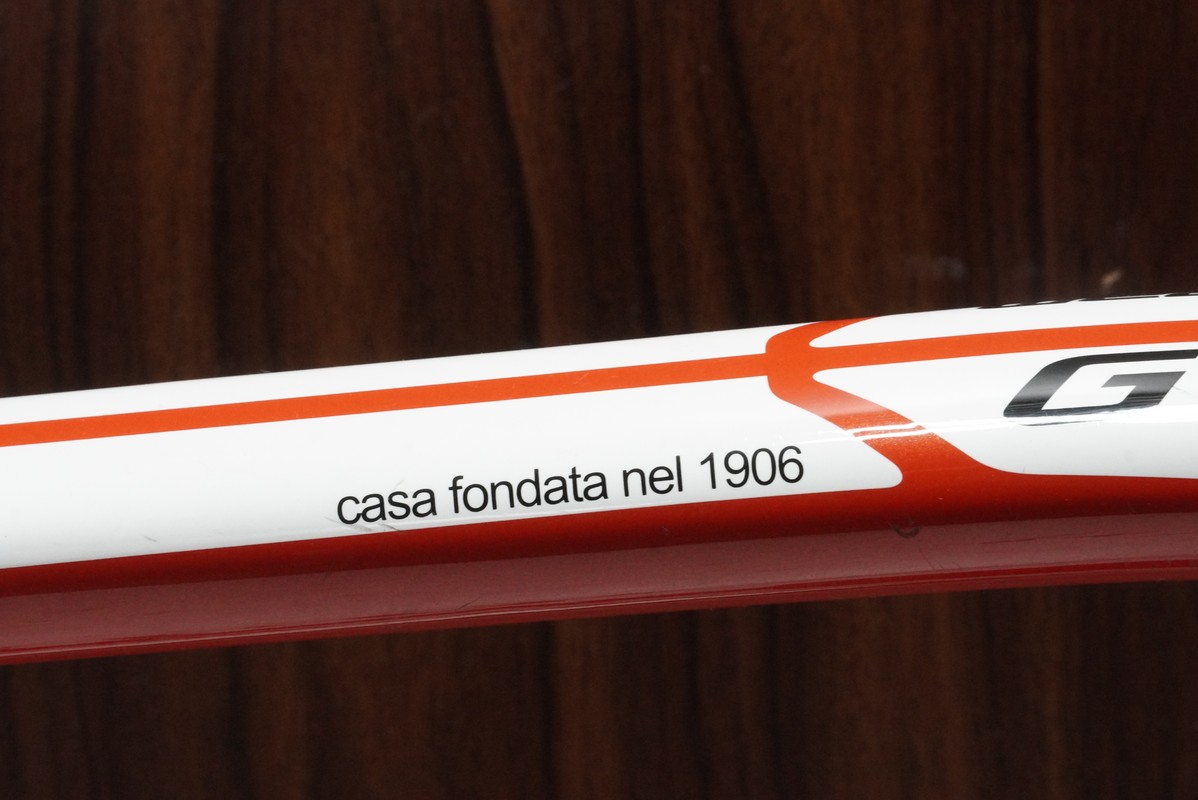 casa fondata nel 1906
G